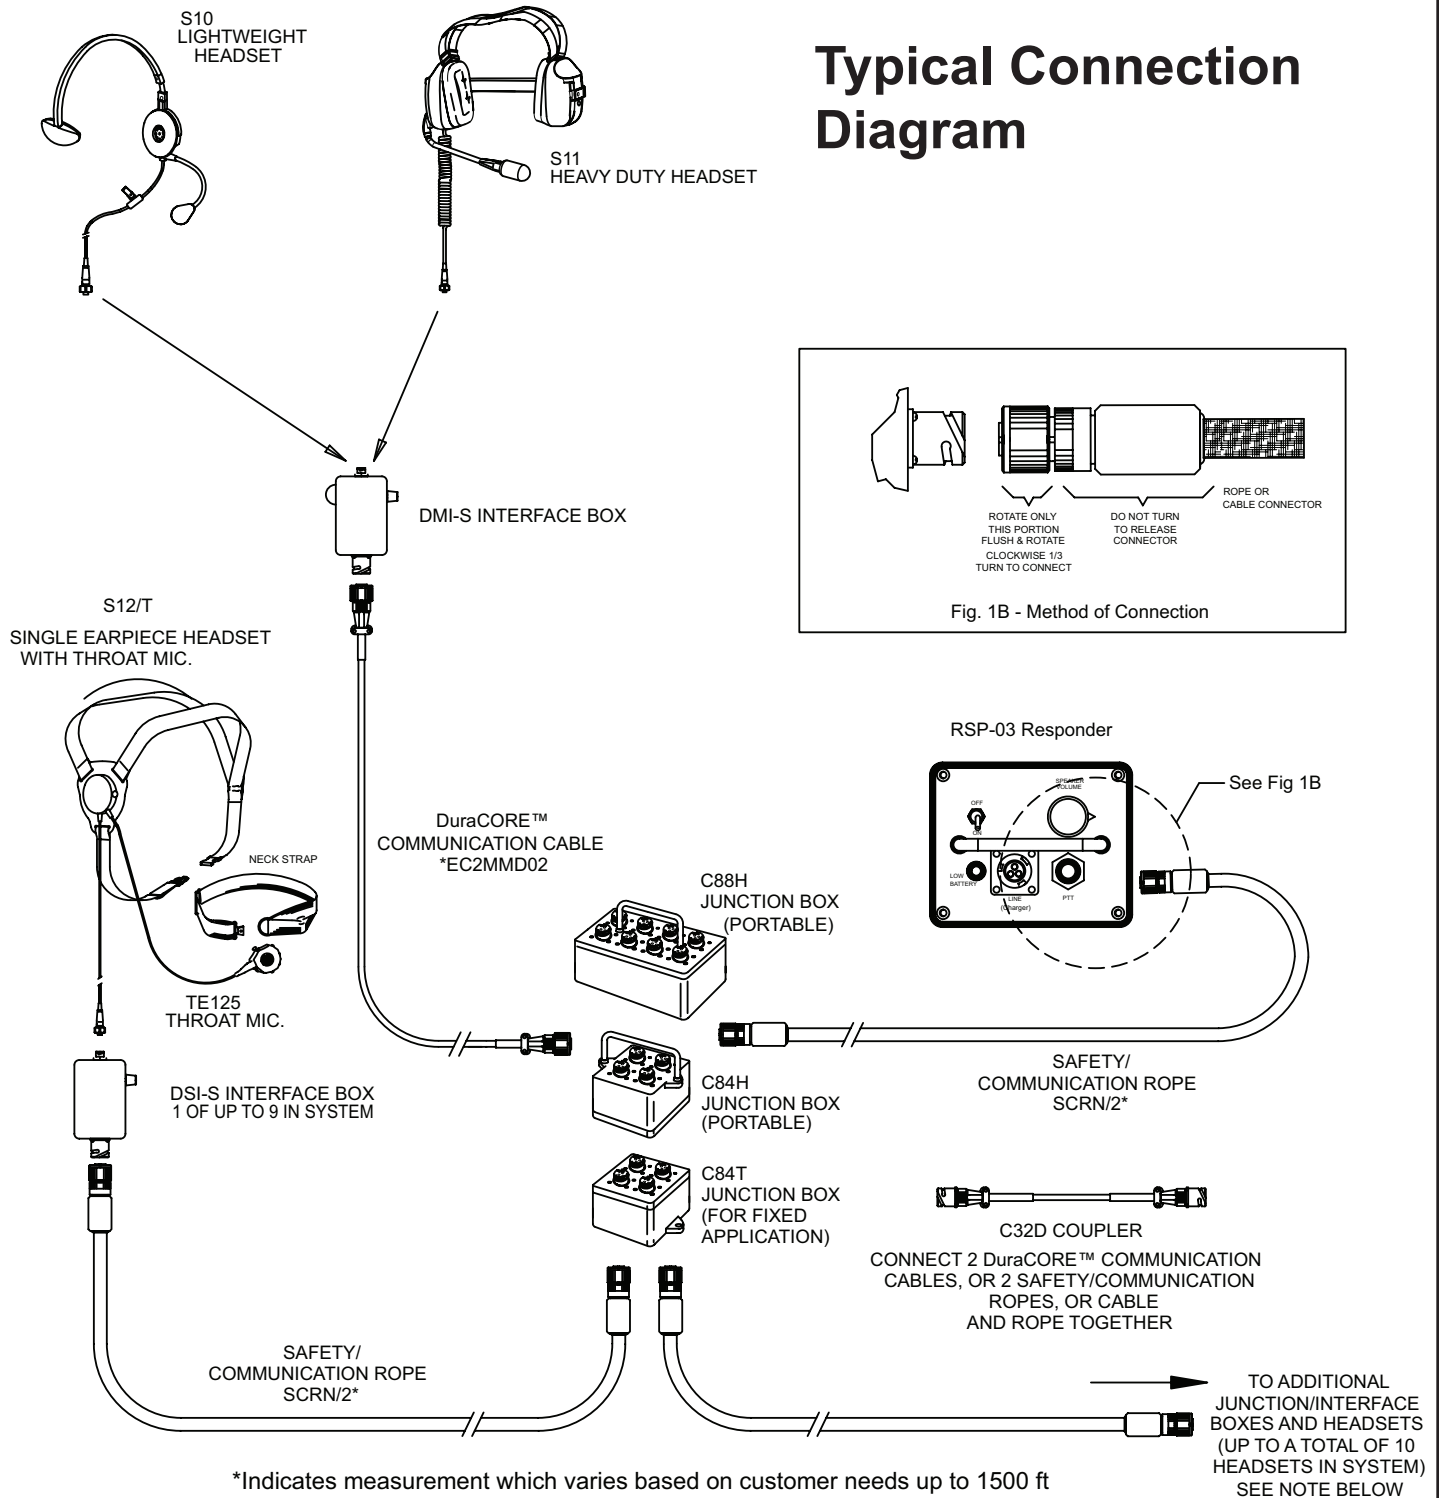 S10
LIGHTWEIGHT
HEADSET
Typical Connection
Diagram
S11
HEAVY DUTY HEADSET
DMI-S INTERFACE BOX
ROTATE ONLY
THIS PORTION
FLUSH & ROTATE
CLOCKWISE 1/3
TURN TO CONNECT
DO NOT TURN
TO RELEASE
CONNECTOR
ROPE OR
CABLE CONNECTOR
Fig. 1B - Method of Connection
S12/T
SINGLE EARPIECE HEADSET
WITH THROAT MIC.
NECK STRAP
TE125
THROAT MIC.
DSI-S INTERFACE BOX
1 OF UP TO 9 IN SYSTEM
DuraCORE™
COMMUNICATION CABLE
*EC2MMD02
RSP-03 Responder
See Fig 1B
SPEAKER
VOLUME
OFF
ON
LOW
BATTERY
LINE
(Charger)
PTT
C88H
JUNCTION BOX
(PORTABLE)
C84H
JUNCTION BOX
(PORTABLE)
C84T
JUNCTION BOX
(FOR FIXED
APPLICATION)
SAFETY/
COMMUNICATION ROPE
SCRN/2*
C32D COUPLER
CONNECT 2 DuraCORE™ COMMUNICATION
CABLES, OR 2 SAFETY/COMMUNICATION
ROPES, OR CABLE
AND ROPE TOGETHER
SAFETY/
COMMUNICATION ROPE
SCRN/2*
TO ADDITIONAL
JUNCTION/INTERFACE
BOXES AND HEADSETS
(UP TO A TOTAL OF 10
HEADSETS IN SYSTEM)
SEE NOTE BELOW
*Indicates measurement which varies based on customer needs up to 1500 ft